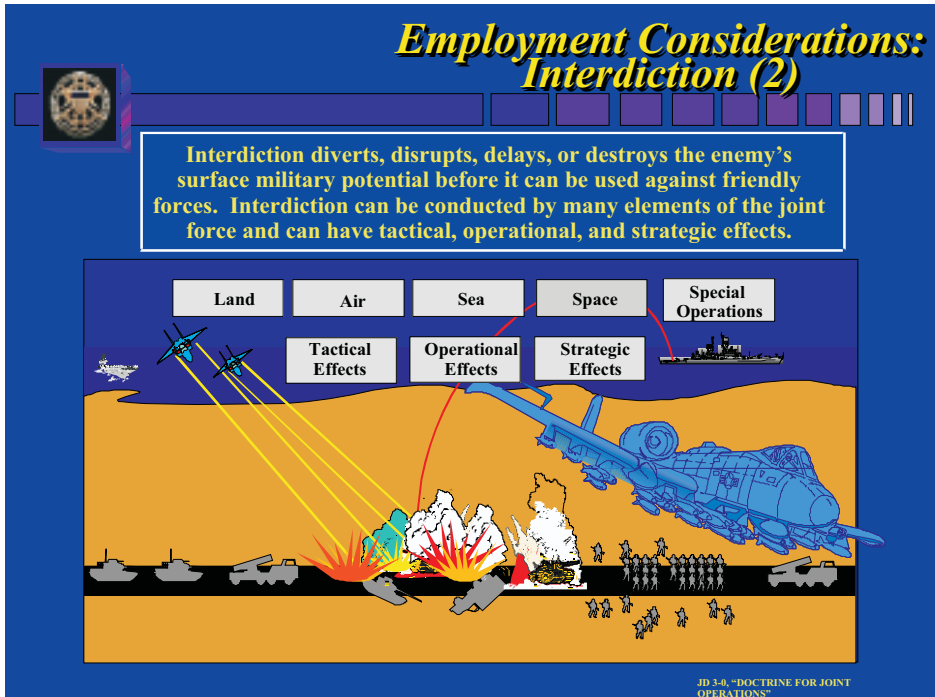 Employment Considerations:
Interdiction (2)
Interdiction diverts, disrupts, delays, or destroys the enemy's
surface military potential before it can be used against friendly
forces.  Interdiction can be conducted by many elements of the joint
force and can have tactical, operational, and strategic effects.
Land
Air
Sea
Space
Special
Operations
Tactical
Effects
Operational
Effects
Strategic
Effects
JD 3-0, “DOCTRINE FOR JOINT
OPERATIONS”